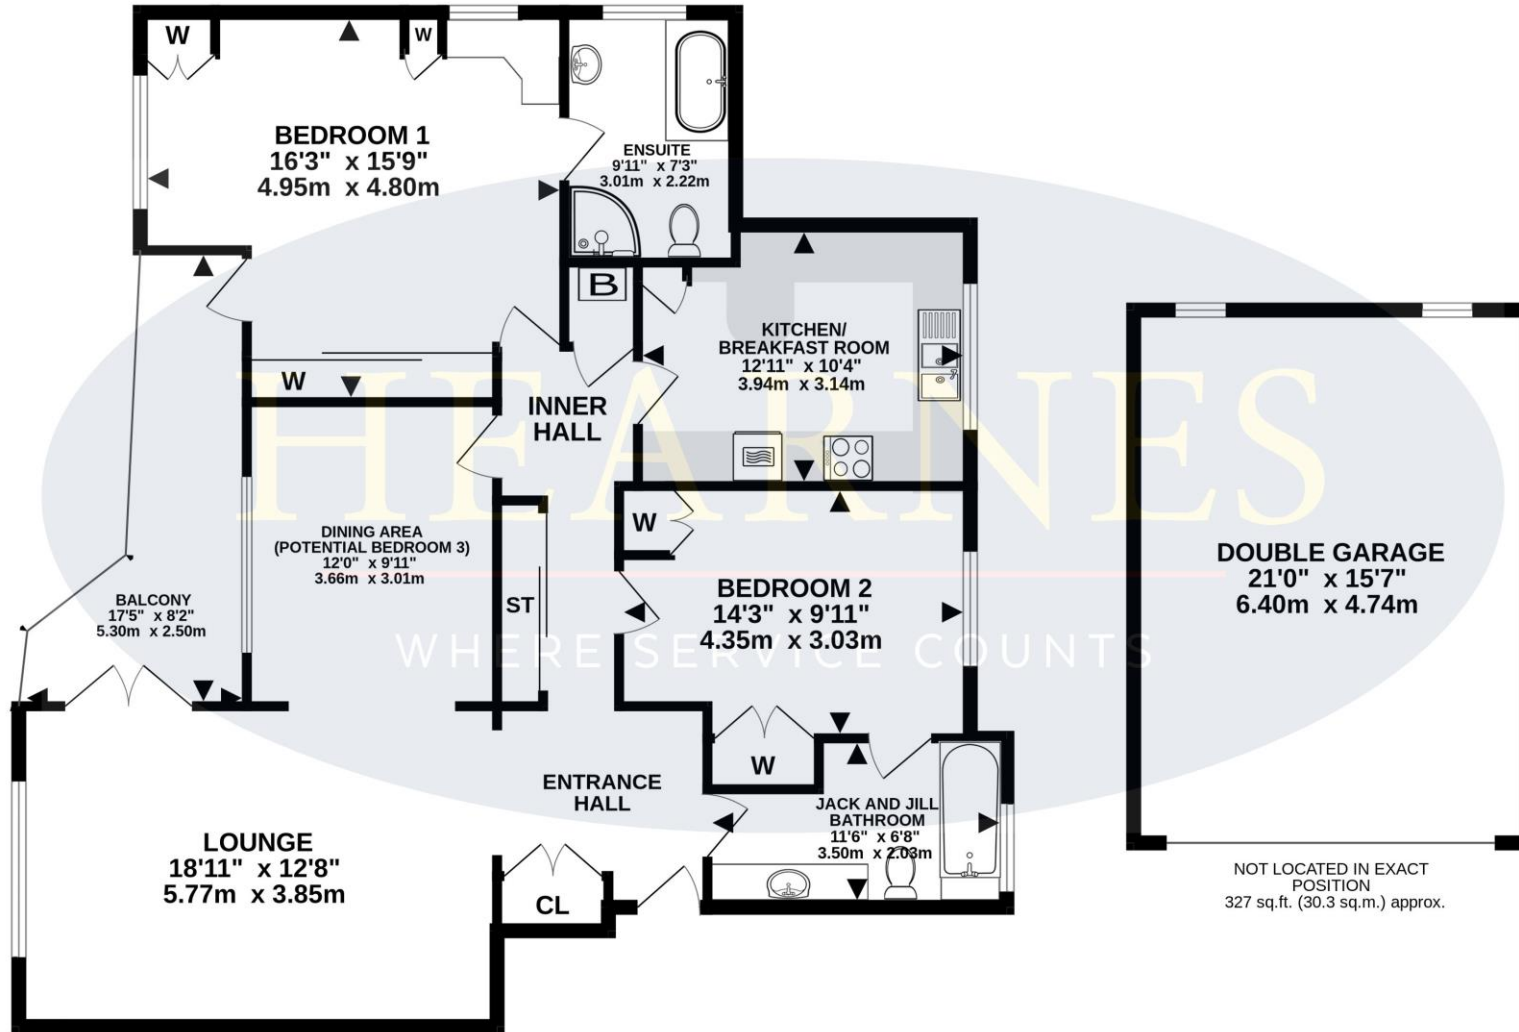 W
W
BEDROOM 1
16'3" x 15'9"
4.95m x 4.80m
ENSUITE
9'11" x 7'3"
3.01m x 2.22m
B
KITCHEN/
BREAKFAST ROOM
12'11" x 10'4"
3.94m x 3.14m
W
INNER
HALL
HEARNES
W
DINING AREA
(POTENTIAL BEDROOM 3)
12'0" x 9'11"
3.66m x 3.01m
DOUBLE GARAGE
21'0" x 15'7"
6.40m x 4.74m
BEDROOM 2
14'3" x 9'11"
4.35m x 3.03m
ST
BALCONY
17'5" x 8'2"
5.30m x 2.50m
WHERE SERVICE COUNTS
W
ENTRANCE
HALL
JACK AND JILL
BATHROOM
11'6" x 6'8"
3.50m x 2.03m
LOUNGE
18'11" x 12'8"
5.77m x 3.85m
CL
NOT LOCATED IN EXACT
POSITION
327 sq.ft. (30.3 sq.m.) approx.